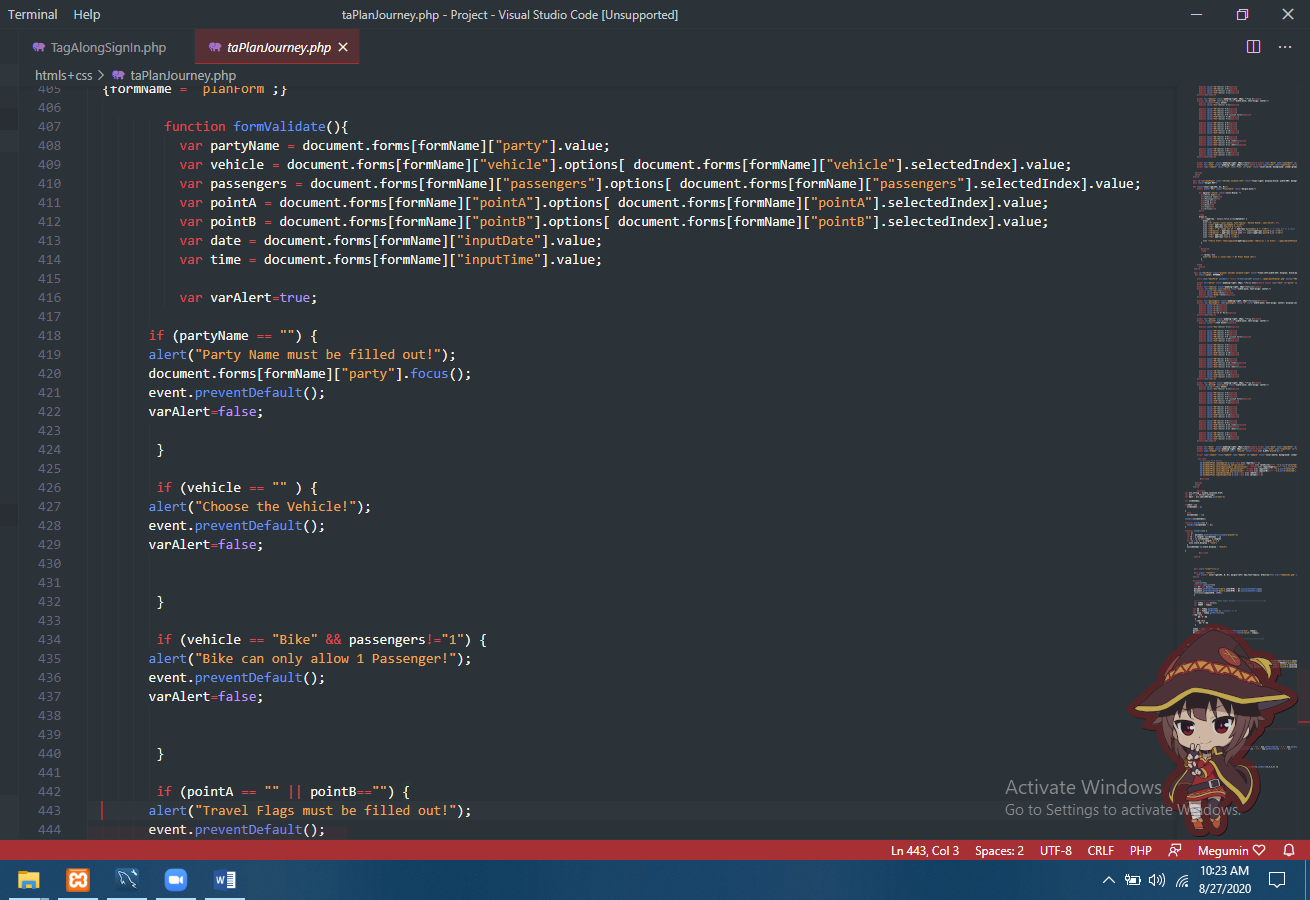 Terminal Help
taPlanJourney.php - Project - Visual Studio Code [Unsupported]
TagAlongSignIn.php
taPlanJourney.php
htmls+css > taPlanJourney.php
405 {formName = "planForm";}
406
407 function formValidate(){
408 var partyName = document.forms[formName]["party"].value;
409 var vehicle = document.forms[formName]["vehicle"].options[ document.forms[formName]["vehicle"].selectedIndex].value;
410 var passengers = document.forms[formName]["passengers"].options[ document.forms[formName]["passengers"].selectedIndex].value;
411 var pointA = document.forms[formName]["pointA"].options[ document.forms[formName]["pointA"].selectedIndex].value;
412 var pointB = document.forms[formName]["pointB"].options[ document.forms[formName]["pointB"].selectedIndex].value;
413 var date = document.forms[formName]["inputDate"].value;
414 var time = document.forms[formName]["inputTime"].value;
415
416 var varAlert=true;
417
418 if (partyName == "") {
419 alert("Party Name must be filled out!");
420 document.forms[formName]["party"].focus();
421 event.preventDefault();
422 varAlert=false;
423
424 }
425
426 if (vehicle == "" ) {
427 alert("Choose the Vehicle!");
428 event.preventDefault();
429 varAlert=false;
430
431
432 }
433
434 if (vehicle == "Bike" && passengers!="1") {
435 alert("Bike can only allow 1 Passenger!");
436 event.preventDefault();
437 varAlert=false;
438
439
440 }
441
442 if (pointA == "" || pointB=="") {
443 alert("Travel Flags must be filled out!");
444 event.preventDefault();
Activate Windows
Go to Settings to activate Windows.
Ln 443, Col 3 Spaces: 2 UTF-8 CRLF PHP Megumin
10:23 AM
8/27/2020